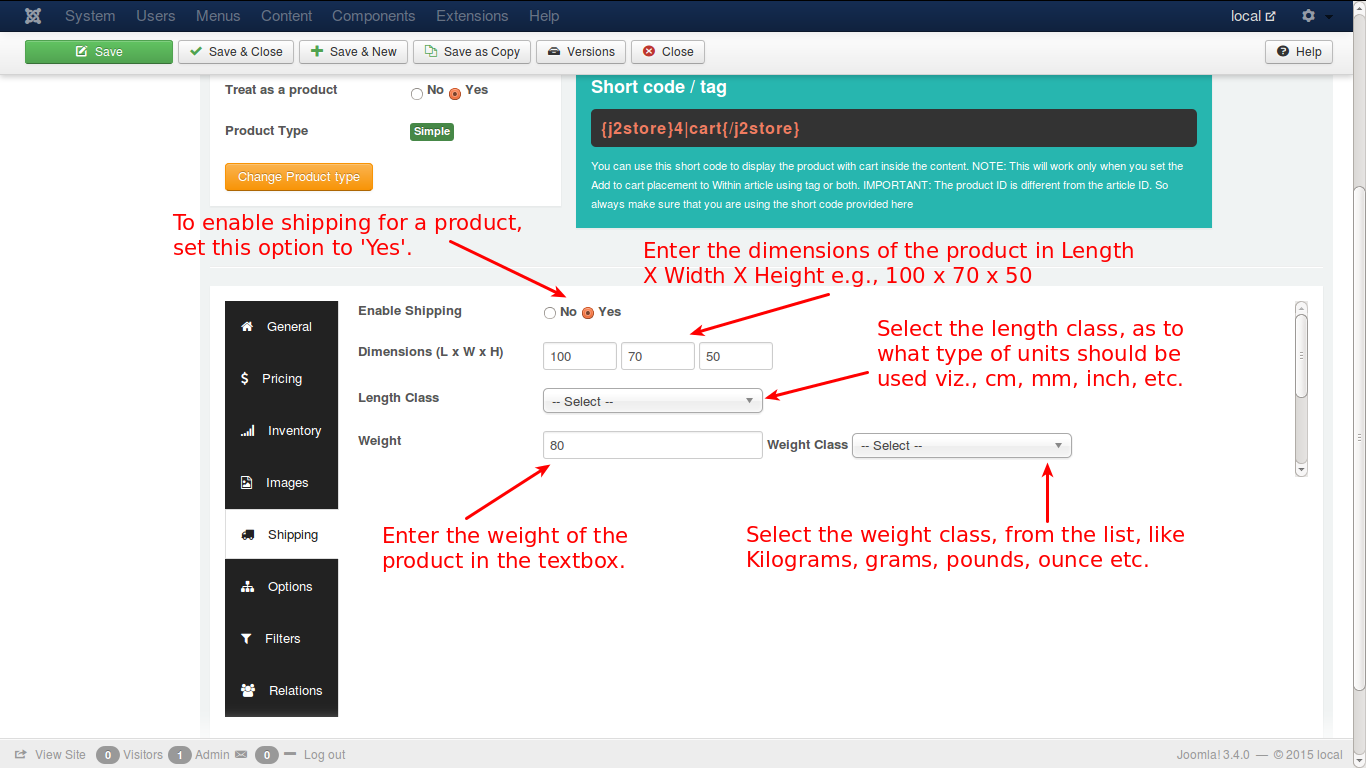 System Users Menus Content Components Extensions Help local
Save Save & Close Save & New Save as Copy Versions Close Help
Treat as a product No Yes
Product Type Simple
Change Product type
Short code / tag
{j2store}4|cart{/j2store}
You can use this short code to display the product with cart inside the content. NOTE: This will work only when you set the
Add to cart placement to Within article using tag or both. IMPORTANT: The product ID is different from the article ID. So
always make sure that you are using the short code provided here
To enable shipping for a product,
set this option to 'Yes'.
Enter the dimensions of the product in Length
X Width X Height e.g., 100 x 70 x 50
General
Pricing
Inventory
Images
Shipping
Options
Filters
Relations
Enable Shipping No Yes
Dimensions (L x W x H) 100 70 50
Length Class -- Select --
Weight 80 Weight Class -- Select --
Select the length class, as to
what type of units should be
used viz., cm, mm, inch, etc.
Enter the weight of the
product in the textbox.
Select the weight class, from the list, like
Kilograms, grams, pounds, ounce etc.
View Site 0 Visitors 1 Admin 0 Log out Joomla! 3.4.0 — © 2015 local